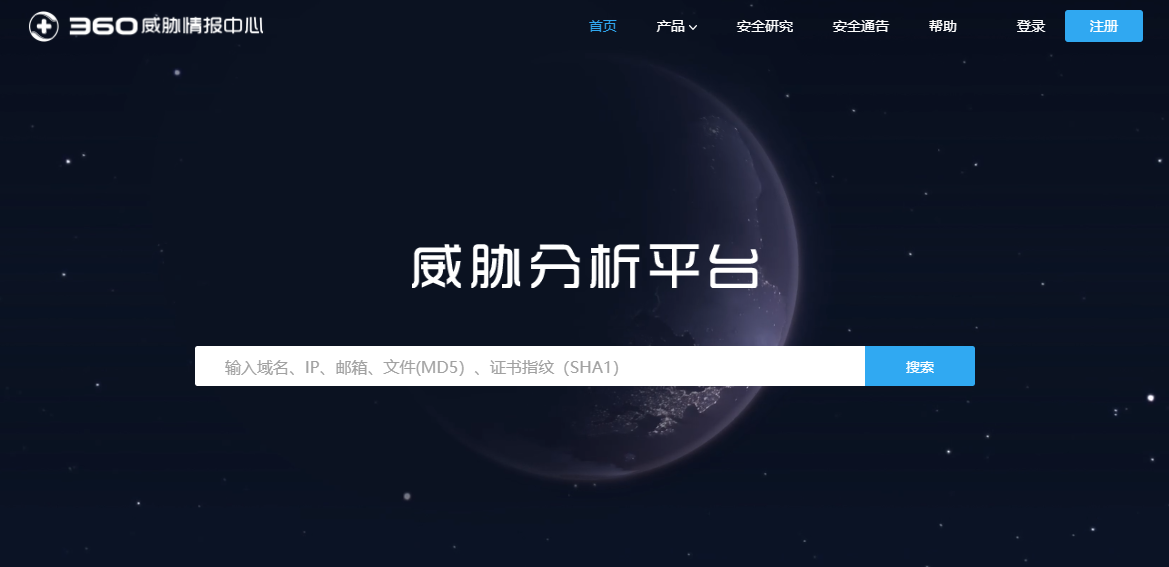 360威胁情报中心 首页 产品 安全研究 安全通告 帮助 登录 注册
威胁分析平台
输入域名、IP、邮箱、文件(MD5）、证书指纹（SHA1） 搜索